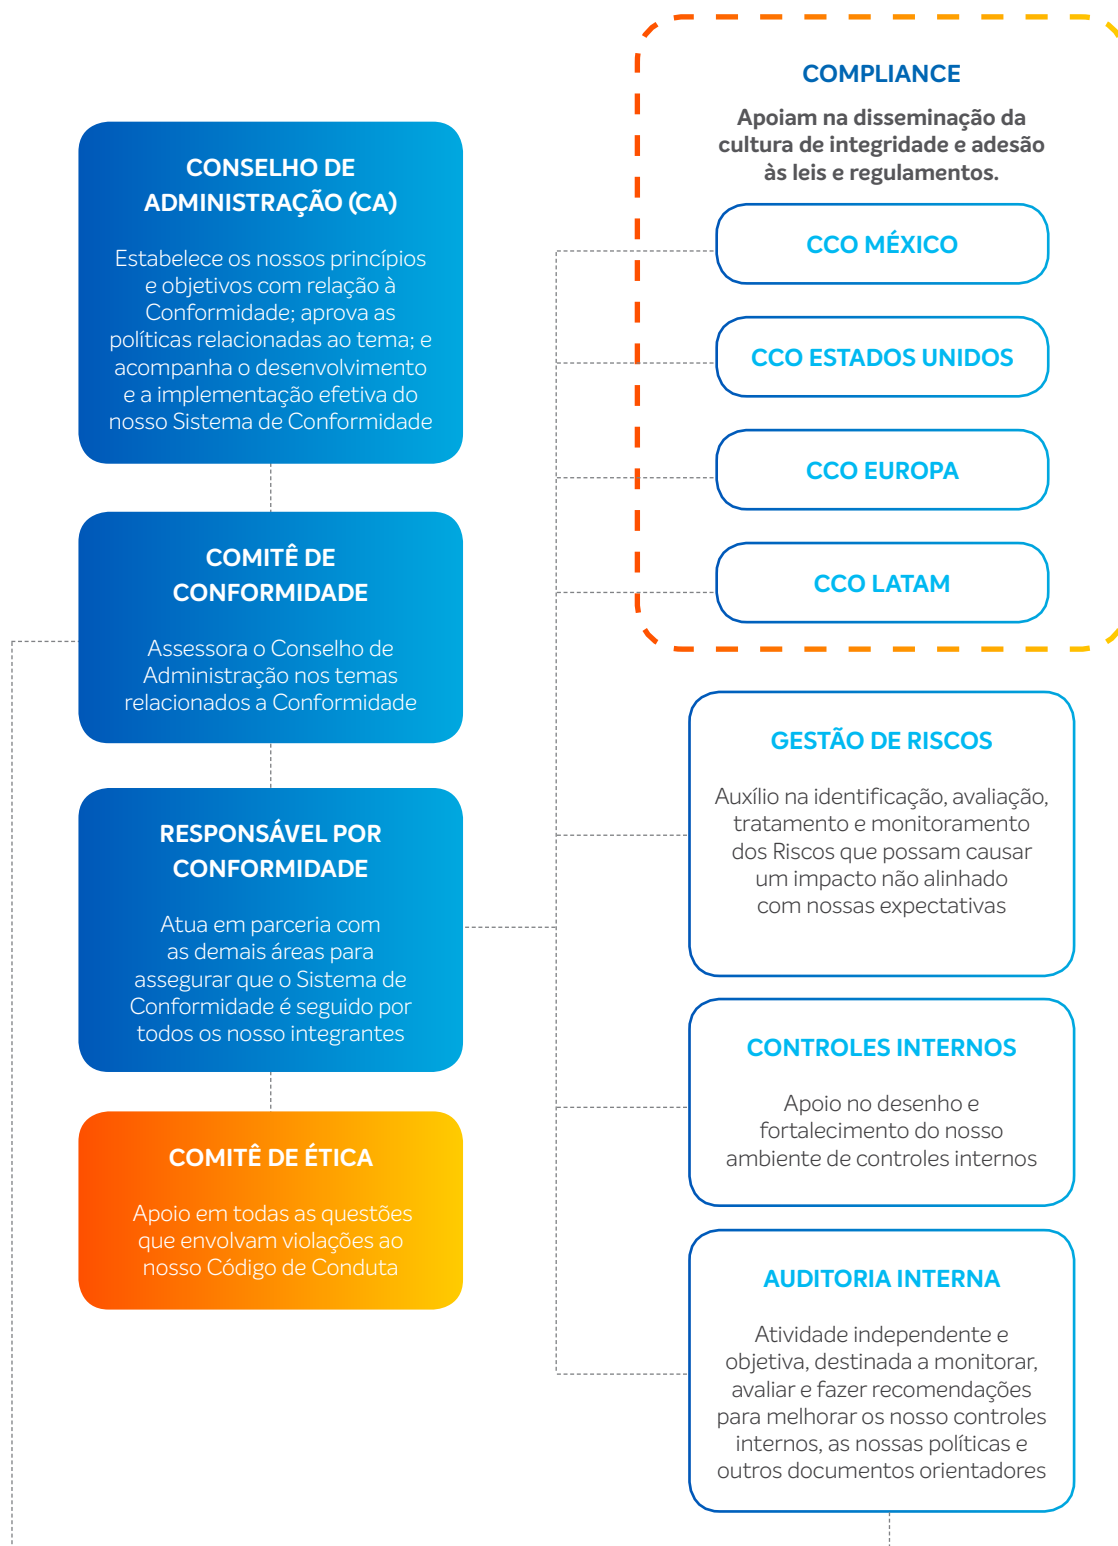 CONSELHO DE
ADMINISTRAÇÃO (CA)
Estabelece os nossos princípios
e objetivos com relação à
Conformidade; aprova as
políticas relacionadas ao tema; e
acompanha o desenvolvimento
e a implementação efetiva do
nosso Sistema de Conformidade
COMITÊ DE
CONFORMIDADE
Assessora o Conselho de
Administração nos temas
relacionados a Conformidade
RESPONSÁVEL POR
CONFORMIDADE
Atua em parceria com
as demais áreas para
assegurar que o Sistema de
Conformidade é seguido por
todos os nosso integrantes
COMITÊ DE ÉTICA
Apoio em todas as questões
que envolvam violações ao
nosso Código de Conduta
COMPLIANCE
Apoiam na disseminação da
cultura de integridade e adesão
às leis e regulamentos.
CCO MÉXICO
CCO ESTADOS UNIDOS
CCO EUROPA
CCO LATAM
GESTÃO DE RISCOS
Auxílio na identificação, avaliação,
tratamento e monitoramento
dos Riscos que possam causar
um impacto não alinhado
com nossas expectativas
CONTROLES INTERNOS
Apoio no desenho e
fortalecimento do nosso
ambiente de controles internos
AUDITORIA INTERNA
Atividade independente e
objetiva, destinada a monitorar,
avaliar e fazer recomendações
para melhorar os nosso controles
internos, as nossas políticas e
outros documentos orientadores